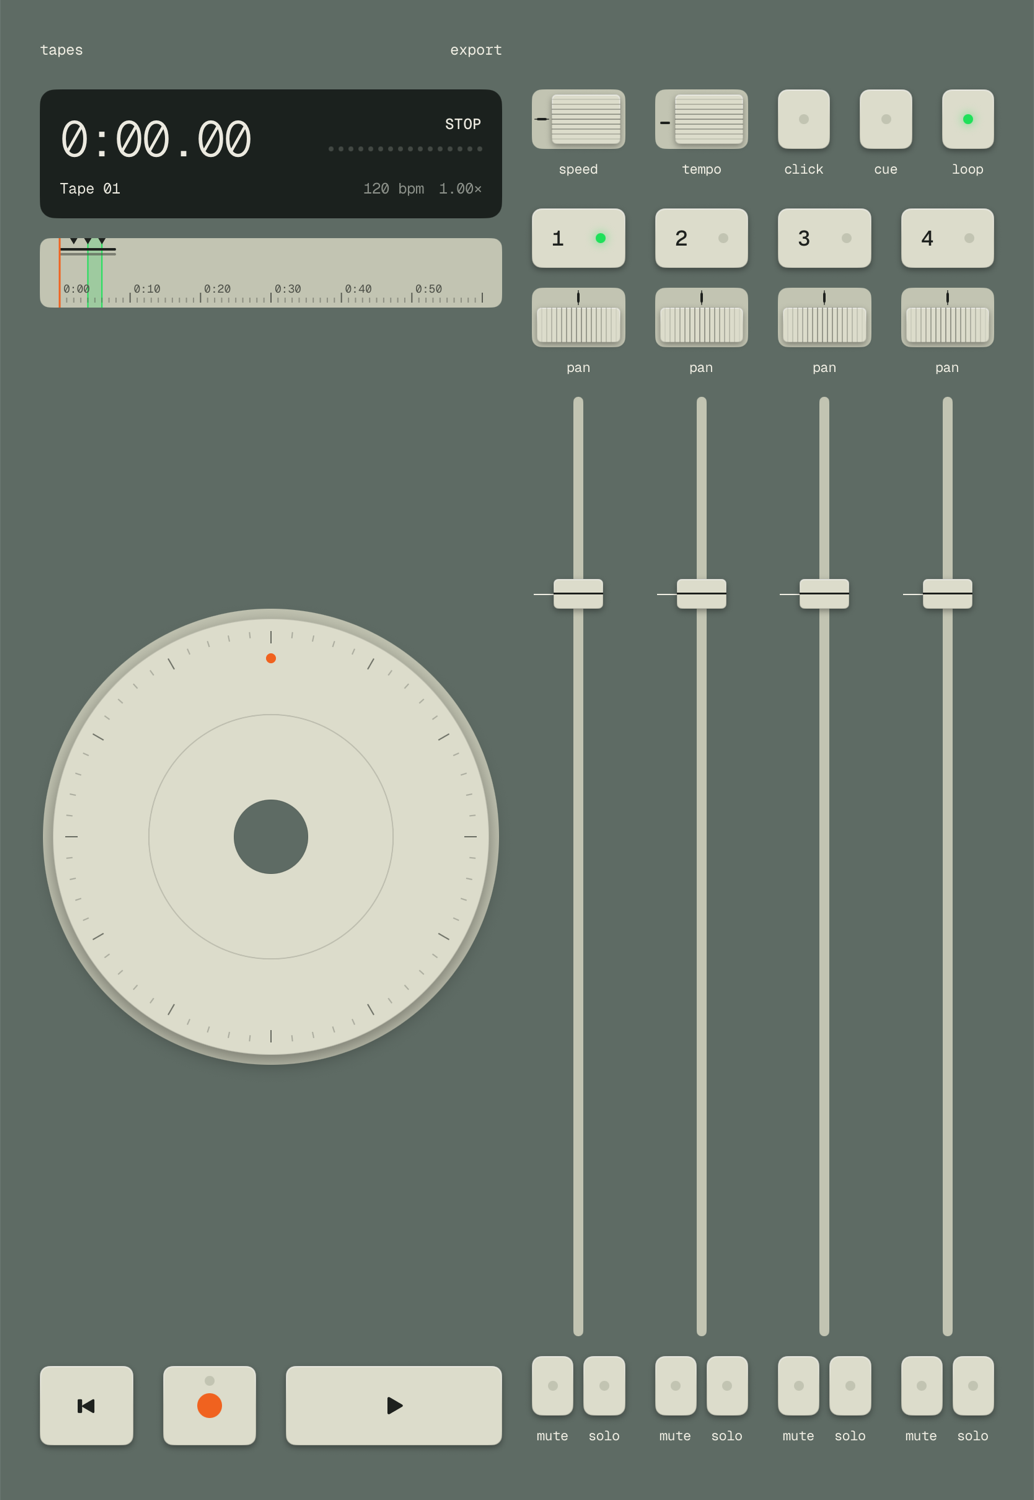 tapes
export
0:00.00
STOP
Tape 01
120 bpm 1.00×
0:00 0:10 0:20 0:30 0:40 0:50
speed
tempo
click
cue
loop
1
2
3
4
pan
pan
pan
pan
mute solo
mute solo
mute solo
mute solo